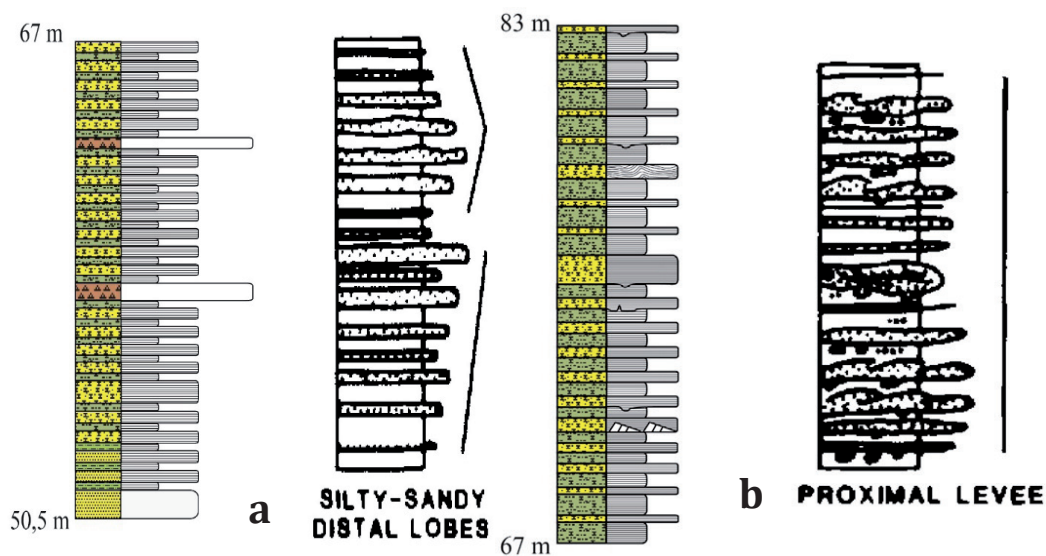 67 m
50,5 m
a
SILTY-SANDY
DISTAL LOBES
83 m
67 m
b
PROXIMAL LEVEE